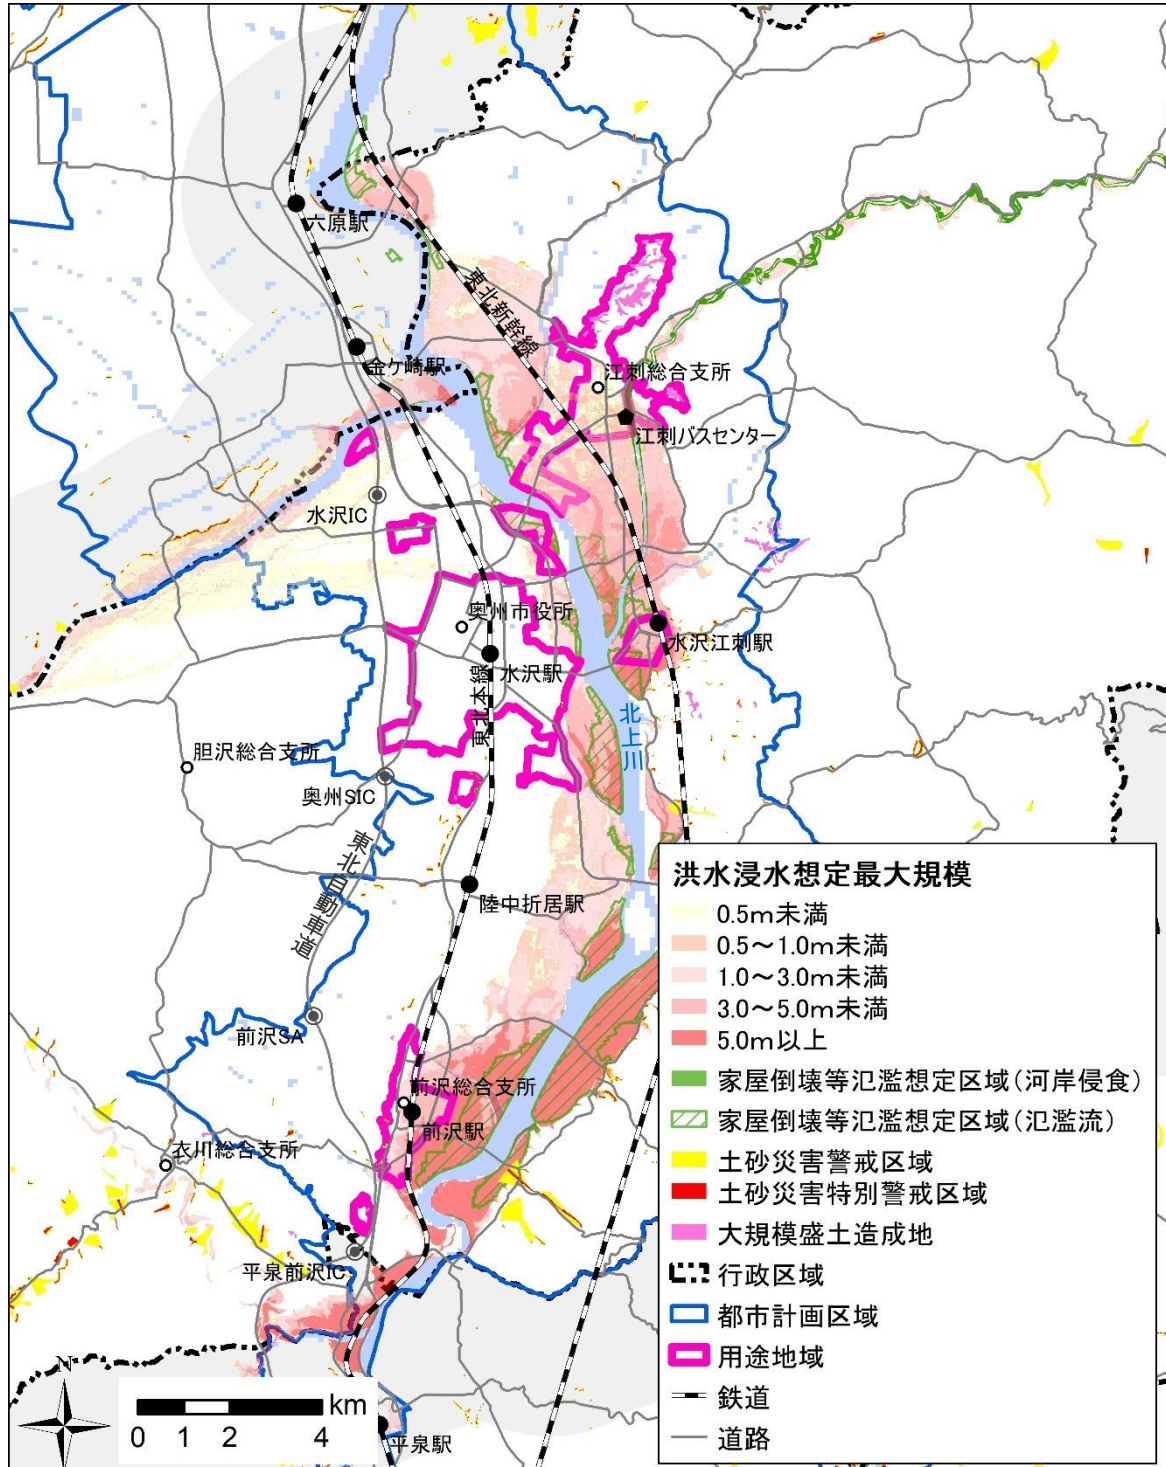 六原駅
東北新幹線
金ケ崎駅
江刺総合支所
江刺バスセンター
水沢IC
奥州市役所
水沢江刺駅
水沢駅
東北本線
北上川
胆沢総合支所
奥州SIC
東北自動車道
陸中折居駅
前沢SA
前沢総合支所
前沢駅
衣川総合支所
平泉前沢IC
平泉駅
洪水浸水想定最大規模
0.5m未満
0.5～1.0m未満
1.0～3.0m未満
3.0～5.0m未満
5.0m以上
家屋倒壊等氾濫想定区域(河岸侵食)
家屋倒壊等氾濫想定区域(氾濫流)
土砂災害警戒区域
土砂災害特別警戒区域
大規模盛土造成地
行政区域
都市計画区域
用途地域
鉄道
道路
N
km
0 1 2 4